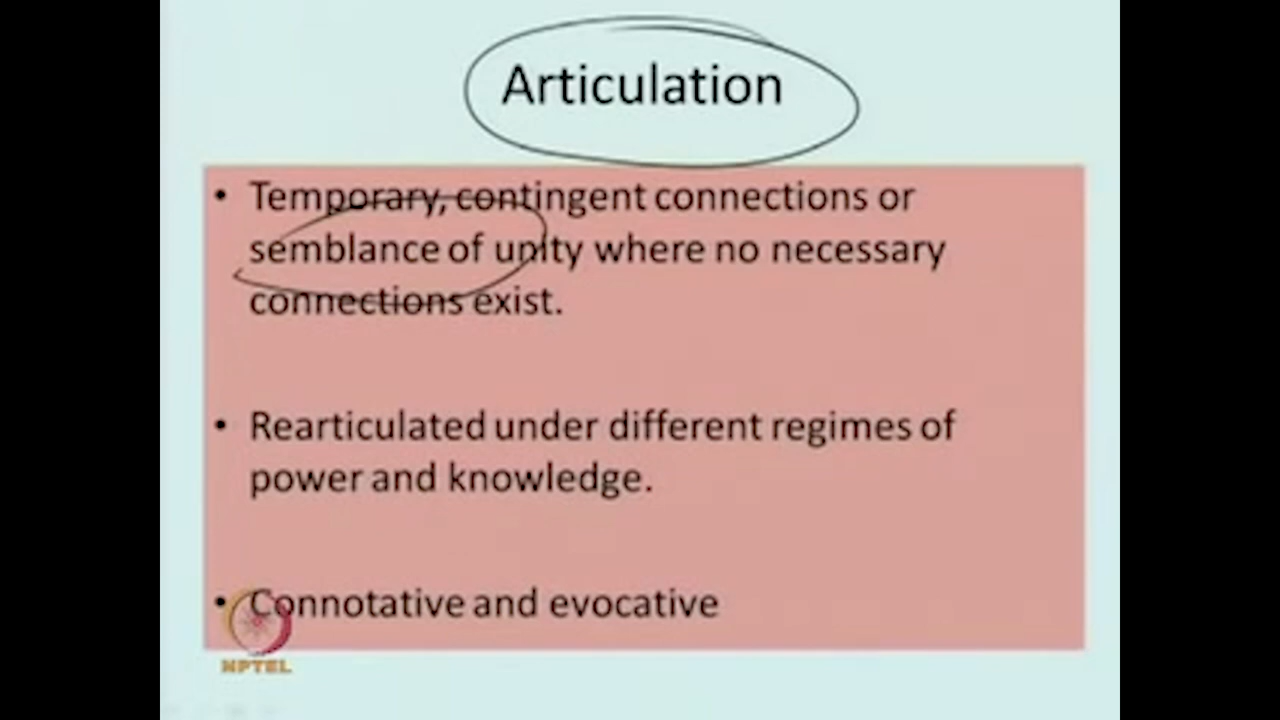 Articulation
• Temporary, contingent connections or
semblance of unity where no necessary
connections exist.
• Rearticulated under different regimes of
power and knowledge.
• Connotative and evocative
NPTEL